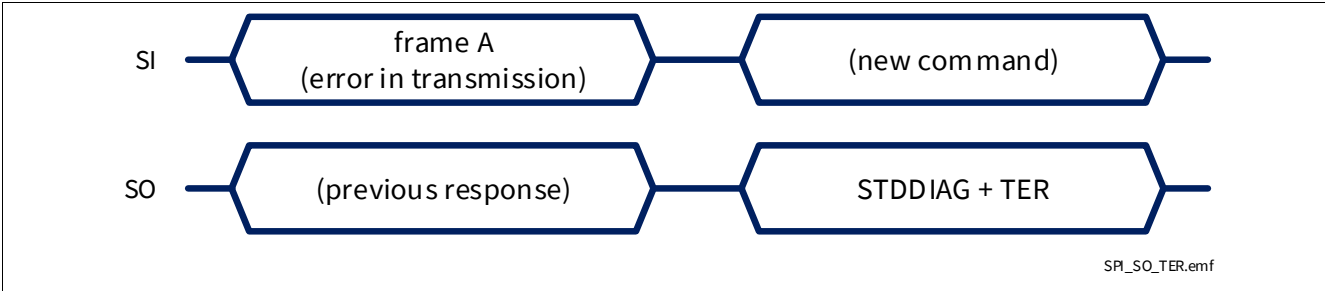 SI
frame A
(error in transmission)
(new command)
SO
(previous response)
STDDIAG + TER
SPI_SO_TER.emf